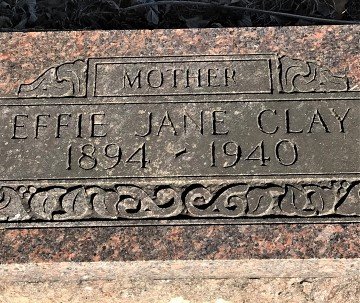 MOTHER
EFFIE JANE CLAY
1894 - 1940